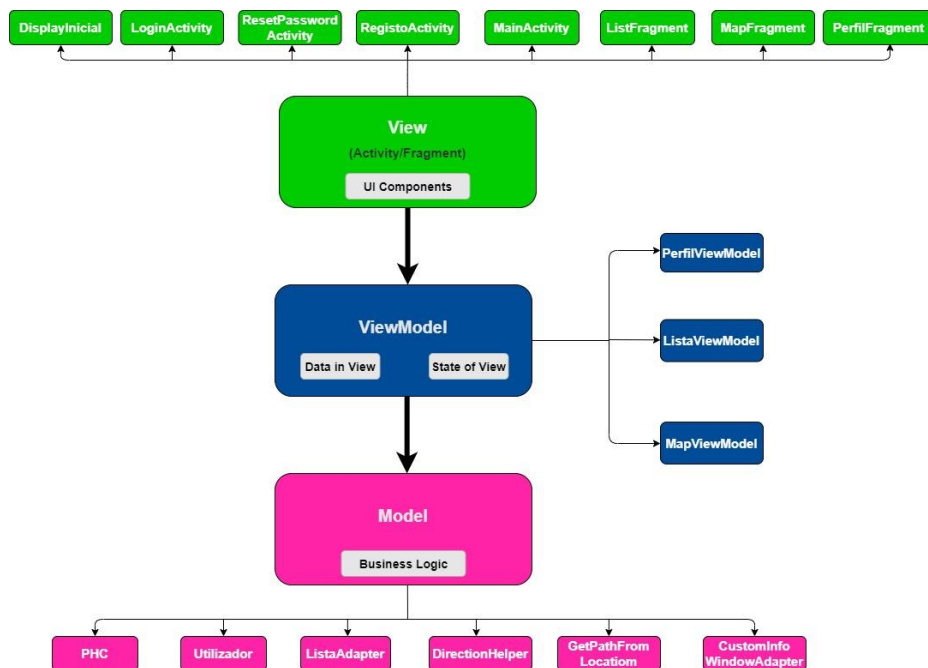 DisplayInicial
LoginActivity
ResetPassword
Activity
RegistoActivity
MainActivity
ListFragment
MapFragment
PerfilFragment
View
(Activity/Fragment)
UI Components
PerfilViewModel
ViewModel
ListaViewModel
Data in View
State of View
MapViewModel
Model
Business Logic
PHC
Utilizador
ListaAdapter
DirectionHelper
GetPathFrom
Locatiom
CustomInfo
WindowAdapter